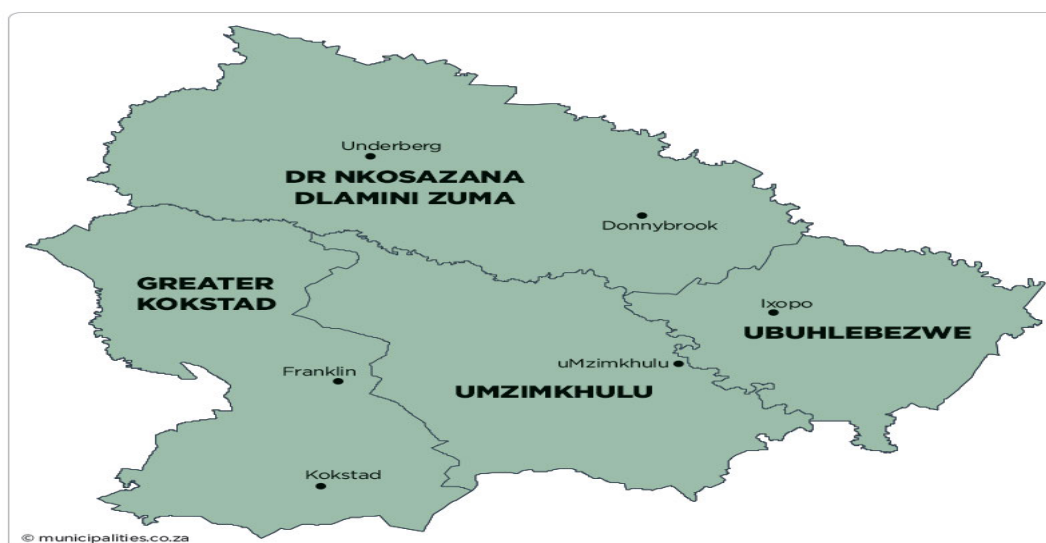 Underberg
DR NKOSAZANA
DLAMINI ZUMA
Donnybrook
GREATER
KOKSTAD
Ixopo
UBUHLEBEZWE
Franklin
uMzimkhulu
UMZIMKHULU
Kokstad
© municipalities.co.za